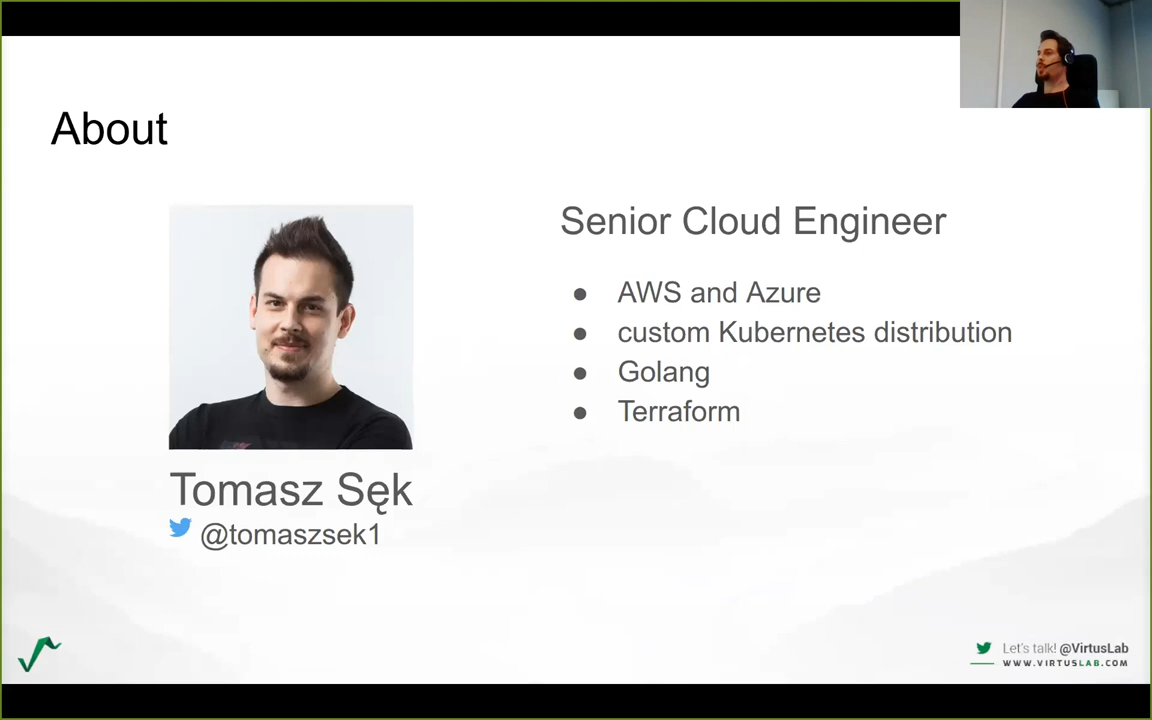 About
Senior Cloud Engineer
● AWS and Azure
● custom Kubernetes distribution
● Golang
● Terraform
Tomasz Sęk
@tomaszsek1
Let's talk! @VirtusLab
WWW.VIRTUSLAB.COM